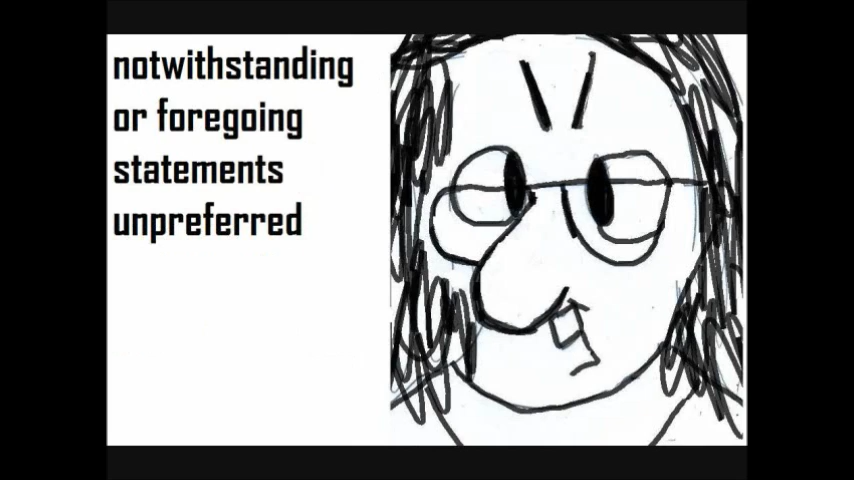 notwithstanding
or foregoing
statements
unpreferred